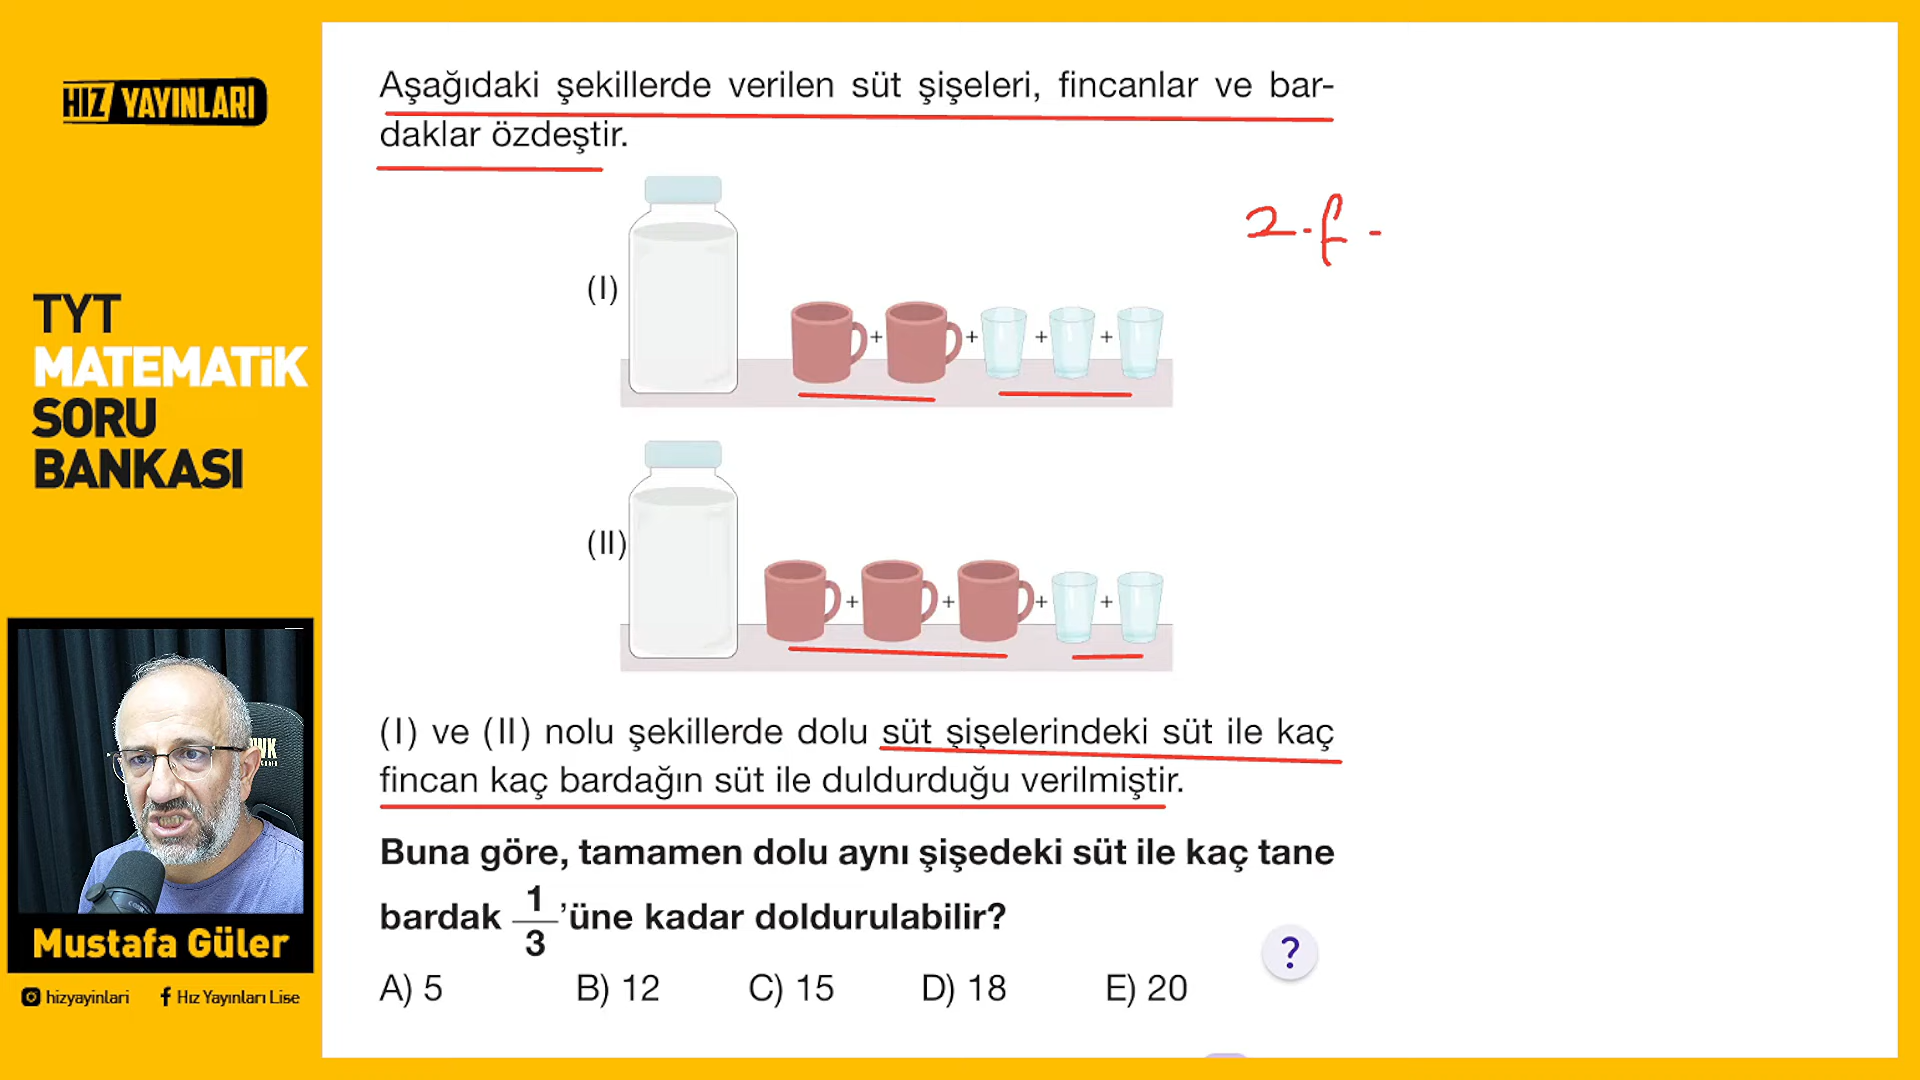 HIZ YAYINLARI
TYT
MATEMATİK
SORU
BANKASI
Mustafa Güler
hizyayinlari
Hız Yayınları Lise
Aşağıdaki şekillerde verilen süt şişeleri, fincanlar ve bar-
daklar özdeştir.
2.f -
(I)
+ + + +
(II)
+ + + +
(I) ve (II) nolu şekillerde dolu süt şişelerindeki süt ile kaç
fincan kaç bardağın süt ile duldurduğu verilmiştir.
Buna göre, tamamen dolu aynı şişedeki süt ile kaç tane
bardak 1/3 'üne kadar doldurulabilir?
A) 5 B) 12 C) 15 D) 18 E) 20
?